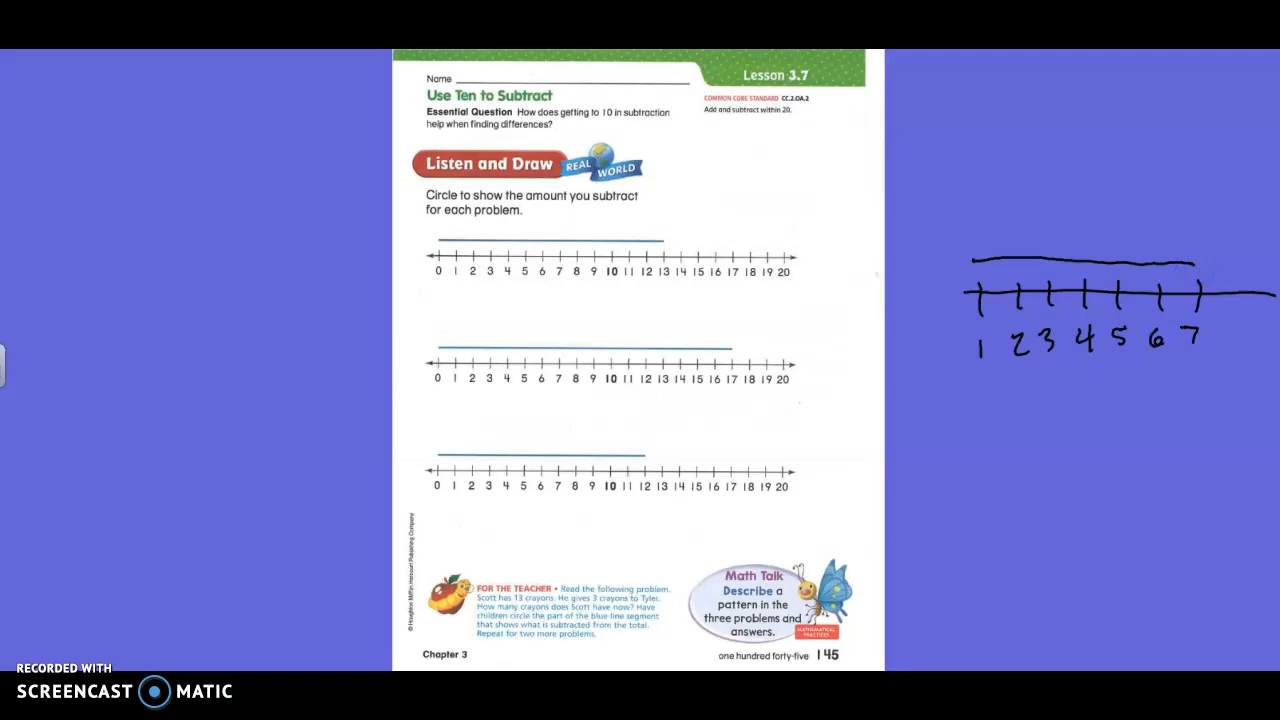 Name
Lesson 3.7
Use Ten to Subtract
COMMON CORE STANDARD CC.2.OA.2
Add and subtract within 20.
Essential Question How does getting to 10 in subtraction
help when finding differences?
Listen and Draw
REAL WORLD
Circle to show the amount you subtract
for each problem.
0 1 2 3 4 5 6 7 8 9 10 11 12 13 14 15 16 17 18 19 20
1 2 3 4 5 6 7
0 1 2 3 4 5 6 7 8 9 10 11 12 13 14 15 16 17 18 19 20
0 1 2 3 4 5 6 7 8 9 10 11 12 13 14 15 16 17 18 19 20
© Houghton Mifflin Harcourt Publishing Company
FOR THE TEACHER • Read the following problem.
Scott has 13 crayons. He gives 3 crayons to Tyler.
How many crayons does Scott have now? Have
children circle the part of the blue line segment
that shows what is subtracted from the total.
Repeat for two more problems.
Math Talk
Describe a
pattern in the
three problems and
answers.
MATHEMATICAL
PRACTICES
Chapter 3
one hundred forty-five 145
RECORDED WITH
SCREENCAST MATIC